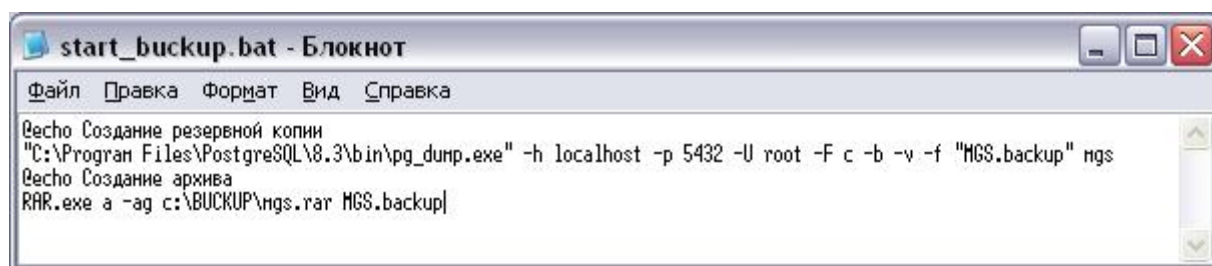 start_buckup.bat - Блокнот
Файл Правка Формат Вид Справка
@echo Создание резервной копии
"C:\Program Files\PostgreSQL\8.3\bin\pg_dump.exe" -h localhost -p 5432 -U root -F c -b -v -f "MGS.backup" mgs
@echo Создание архива
RAR.exe a -ag c:\BUCKUP\mgs.rar MGS.backup